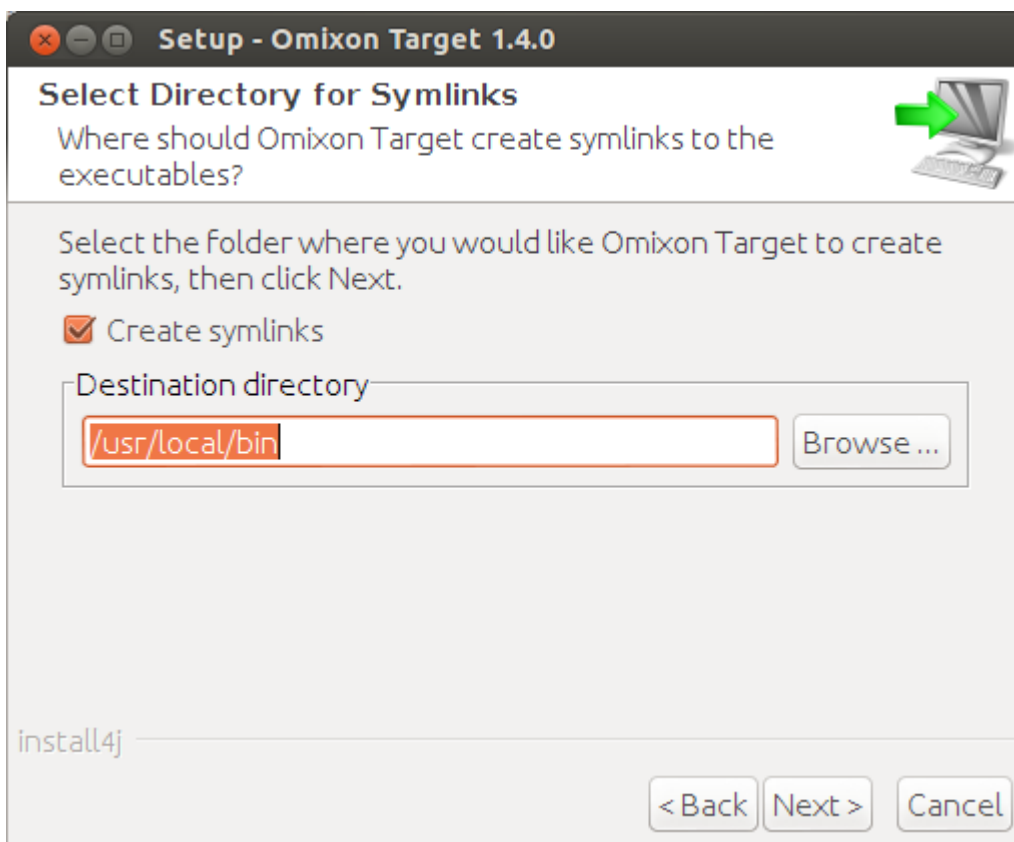 Setup - Omixon Target 1.4.0
Select Directory for Symlinks
Where should Omixon Target create symlinks to the
executables?
Select the folder where you would like Omixon Target to create
symlinks, then click Next.
Create symlinks
Destination directory
/usr/local/bin
Browse ...
install4j
< Back
Next >
Cancel